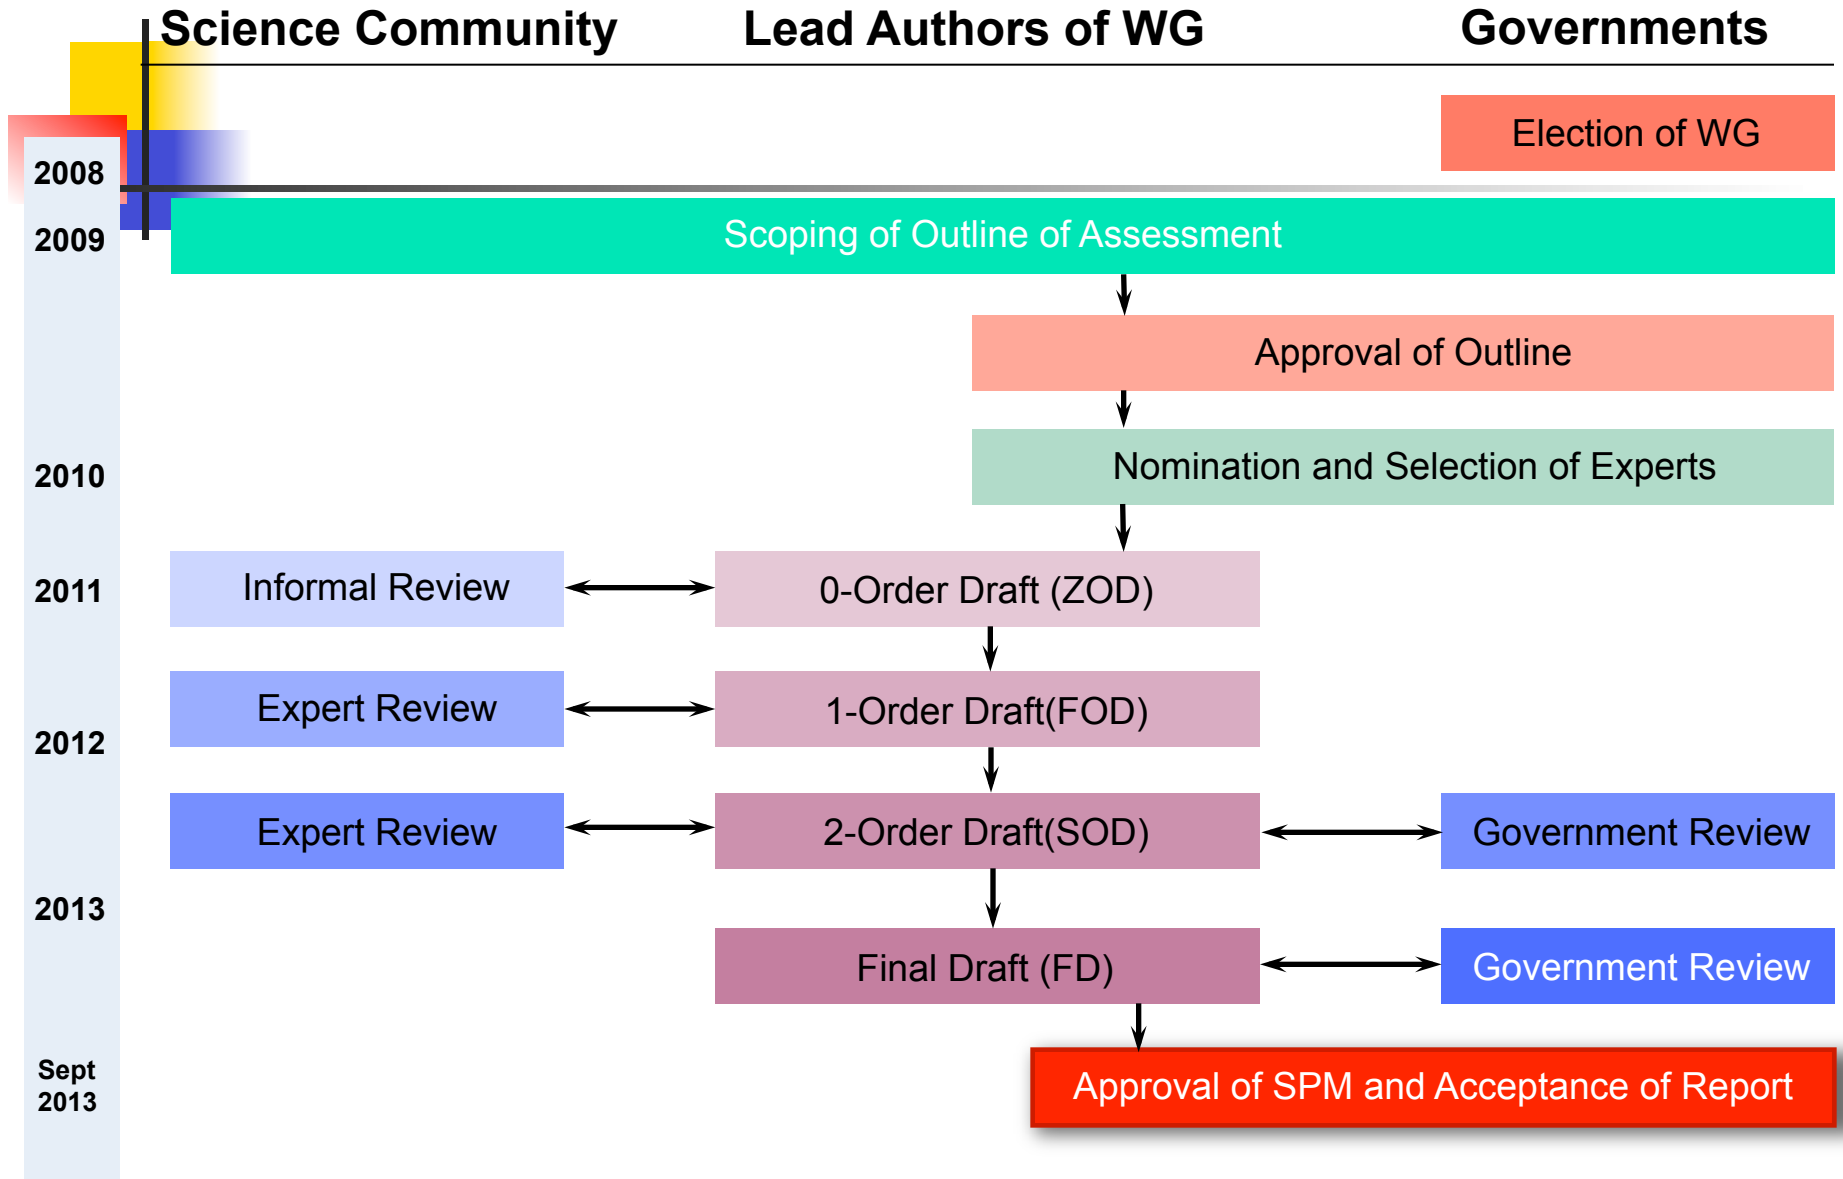 Science Community
Lead Authors of WG
Governments
Election of WG
2008
2009
Scoping of Outline of Assessment
Approval of Outline
2010
Nomination and Selection of Experts
2011
Informal Review
0-Order Draft (ZOD)
Expert Review
1-Order Draft(FOD)
2012
Expert Review
2-Order Draft(SOD)
Government Review
2013
Final Draft (FD)
Government Review
Sept
2013
Approval of SPM and Acceptance of Report